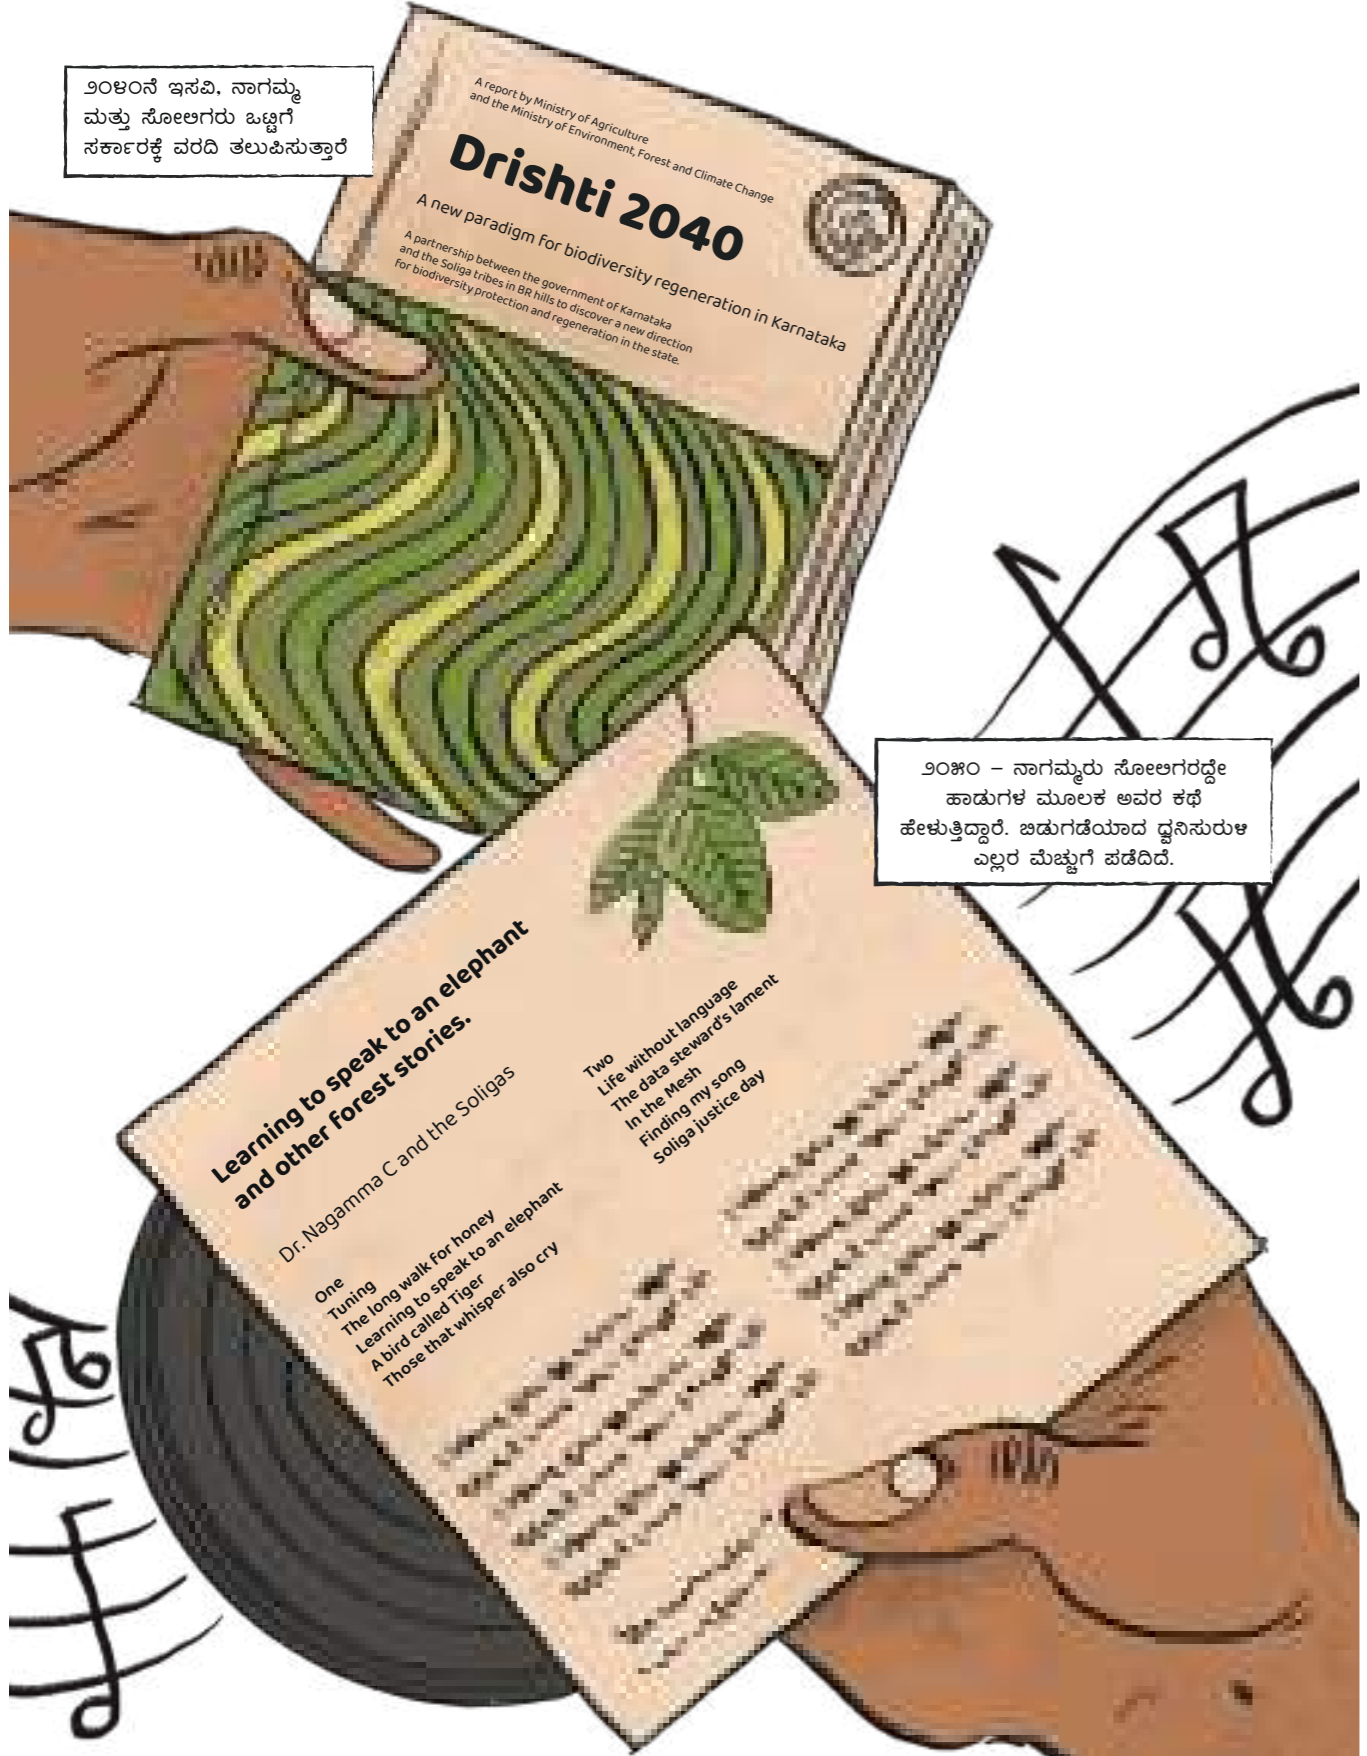 ೨೦೪೦ನೆ ಇಸವಿ, ನಾಗಮ್ಮ
ಮತ್ತು ಸೋಲಿಗರು ಒಟ್ಟಿಗೆ
ಸರ್ಕಾರಕ್ಕೆ ವರದಿ ತಲುಪಿಸುತ್ತಾರೆ
A report by Ministry of Agriculture
and the Ministry of Environment, Forest and Climate Change
Drishti 2040
A new paradigm for biodiversity regeneration in Karnataka
A partnership between the government of Karnataka
and the Soliga tribes in BR hills to discover a new direction
for biodiversity protection and regeneration in the state.
೨೦೫೦ – ನಾಗಮ್ಮರು ಸೋಲಿಗರದ್ದೇ
ಹಾಡುಗಳ ಮೂಲಕ ಅವರ ಕಥೆ
ಹೇಳುತ್ತಿದ್ದಾರೆ. ಬಿಡುಗಡೆಯಾದ ಧ್ವನಿಸುರುಳಿ
ಎಲ್ಲರ ಮೆಚ್ಚುಗೆ ಪಡೆದಿದೆ.
Learning to speak to an elephant
and other forest stories.
Dr. Nagamma C and the Soligas
One
Tuning
The long walk for honey
Learning to speak to an elephant
A bird called Tiger
Those that whisper also cry
Two
Life without language
The data steward's lament
In the Mesh
Finding my song
Soliga justice day